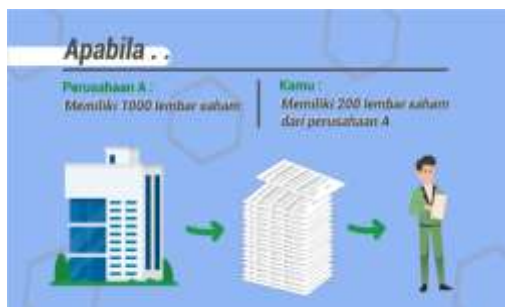 Apabila . .
Perusahaan A :
Memiliki 1000 lembar saham
Kamu :
Memiliki 200 lembar saham
dari perusahaan A